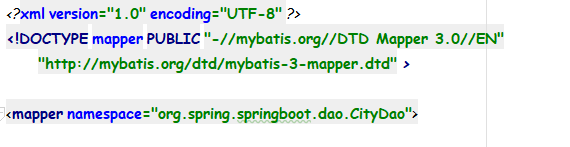 <?xml version="1.0" encoding="UTF-8" ?>
<!DOCTYPE mapper PUBLIC "-//mybatis.org//DTD Mapper 3.0//EN"
"http://mybatis.org/dtd/mybatis-3-mapper.dtd" >
<mapper namespace="org.spring.springboot.dao.CityDao">